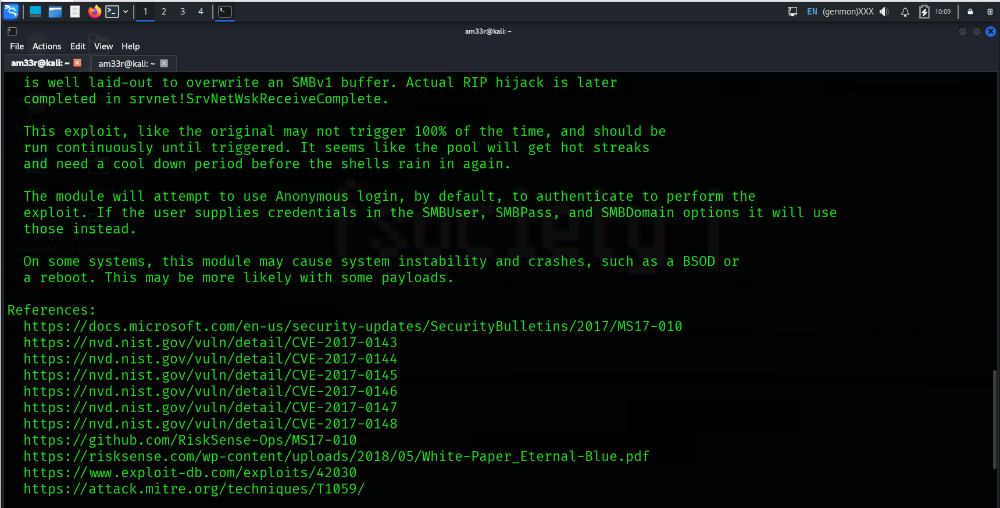 1 2 3 4 EN (genmon)XXX 10:09
am33r@kali: ~
File Actions Edit View Help
am33r@kali: ~ am33r@kali: ~
is well laid-out to overwrite an SMBv1 buffer. Actual RIP hijack is later
completed in srvnet!SrvNetWskReceiveComplete.
This exploit, like the original may not trigger 100% of the time, and should be
run continuously until triggered. It seems like the pool will get hot streaks
and need a cool down period before the shells rain in again.
The module will attempt to use Anonymous login, by default, to authenticate to perform the
exploit. If the user supplies credentials in the SMBUser, SMBPass, and SMBDomain options it will use
those instead.
rockyou.txt TryHackMe
society
On some systems, this module may cause system instability and crashes, such as a BSOD or
a reboot. This may be more likely with some payloads.
References:
https://docs.microsoft.com/en-us/security-updates/SecurityBulletins/2017/MS17-010
https://nvd.nist.gov/vuln/detail/CVE-2017-0143
https://nvd.nist.gov/vuln/detail/CVE-2017-0144
https://nvd.nist.gov/vuln/detail/CVE-2017-0145
https://nvd.nist.gov/vuln/detail/CVE-2017-0146
https://nvd.nist.gov/vuln/detail/CVE-2017-0147
https://nvd.nist.gov/vuln/detail/CVE-2017-0148
https://github.com/RiskSense-Ops/MS17-010
https://risksense.com/wp-content/uploads/2018/05/White-Paper_Eternal-Blue.pdf
https://www.exploit-db.com/exploits/42030
https://attack.mitre.org/techniques/T1059/